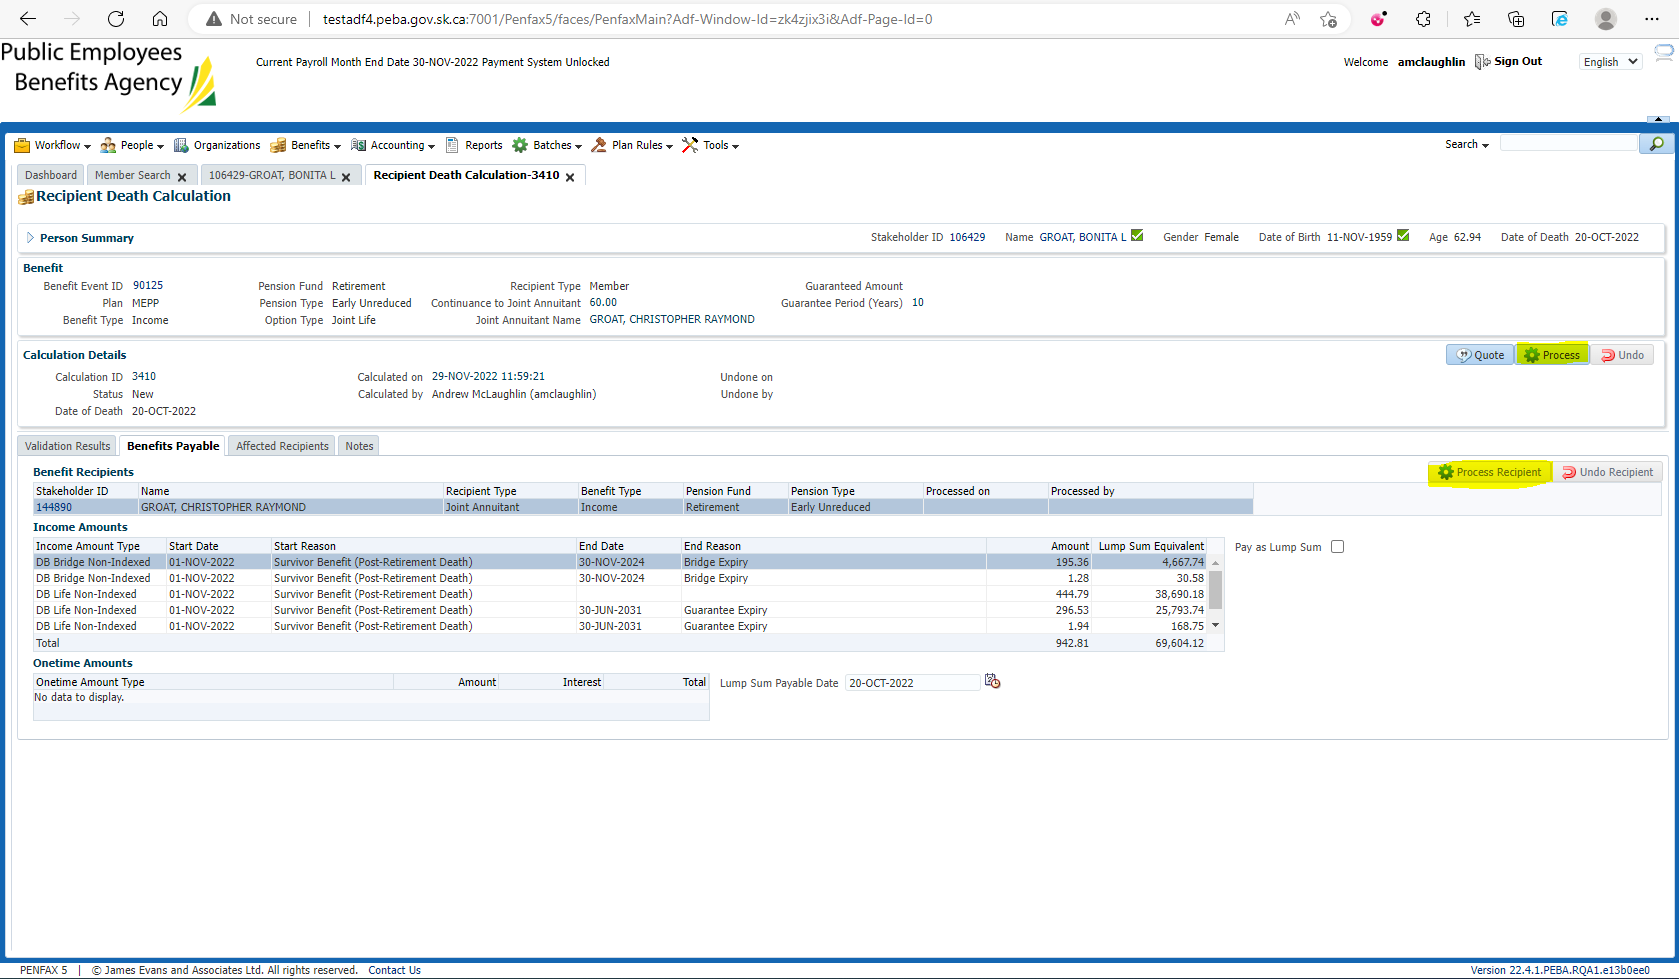 Not secure | testadf4.peba.gov.sk.ca:7001/Penfax5/faces/PenfaxMain?Adf-Window-Id=zk4zjix3i&Adf-Page-Id=0
Public Employees
Benefits Agency
Current Payroll Month End Date 30-NOV-2022 Payment System Unlocked
Welcome amclaughlin Sign Out English
Workflow People Organizations Benefits Accounting Reports Batches Plan Rules Tools Search
Dashboard Member Search 106429-GROAT, BONITA L Recipient Death Calculation-3410
Recipient Death Calculation
Person Summary Stakeholder ID 106429 Name GROAT, BONITA L Gender Female Date of Birth 11-NOV-1959 Age 62.94 Date of Death 20-OCT-2022
Benefit
Benefit Event ID 90125 Pension Fund Retirement Recipient Type Member Guaranteed Amount
Plan MEPP Pension Type Early Unreduced Continuance to Joint Annuitant 60.00 Guarantee Period (Years) 10
Benefit Type Income Option Type Joint Life Joint Annuitant Name GROAT, CHRISTOPHER RAYMOND
Calculation Details Quote Process Undo
Calculation ID 3410 Calculated on 29-NOV-2022 11:59:21 Undone on
Status New Calculated by Andrew McLaughlin (amclaughlin) Undone by
Date of Death 20-OCT-2022
Validation Results Benefits Payable Affected Recipients Notes
Benefit Recipients Process Recipient Undo Recipient
Stakeholder ID Name Recipient Type Benefit Type Pension Fund Pension Type Processed on Processed by
144890 GROAT, CHRISTOPHER RAYMOND Joint Annuitant Income Retirement Early Unreduced
Income Amounts
Income Amount Type Start Date Start Reason End Date End Reason Amount Lump Sum Equivalent Pay as Lump Sum
DB Bridge Non-Indexed 01-NOV-2022 Survivor Benefit (Post-Retirement Death) 30-NOV-2024 Bridge Expiry 195.36 4,667.74
DB Bridge Non-Indexed 01-NOV-2022 Survivor Benefit (Post-Retirement Death) 30-NOV-2024 Bridge Expiry 1.28 30.58
DB Life Non-Indexed 01-NOV-2022 Survivor Benefit (Post-Retirement Death) 444.79 38,690.18
DB Life Non-Indexed 01-NOV-2022 Survivor Benefit (Post-Retirement Death) 30-JUN-2031 Guarantee Expiry 296.53 25,793.74
DB Life Non-Indexed 01-NOV-2022 Survivor Benefit (Post-Retirement Death) 30-JUN-2031 Guarantee Expiry 1.94 168.75
Total 942.81 69,604.12
Onetime Amounts
Onetime Amount Type Amount Interest Total Lump Sum Payable Date 20-OCT-2022
No data to display.
PENFAX 5 | © James Evans and Associates Ltd. All rights reserved. Contact Us Version 22.4.1.PEBA.RQA1.e13b0ee0